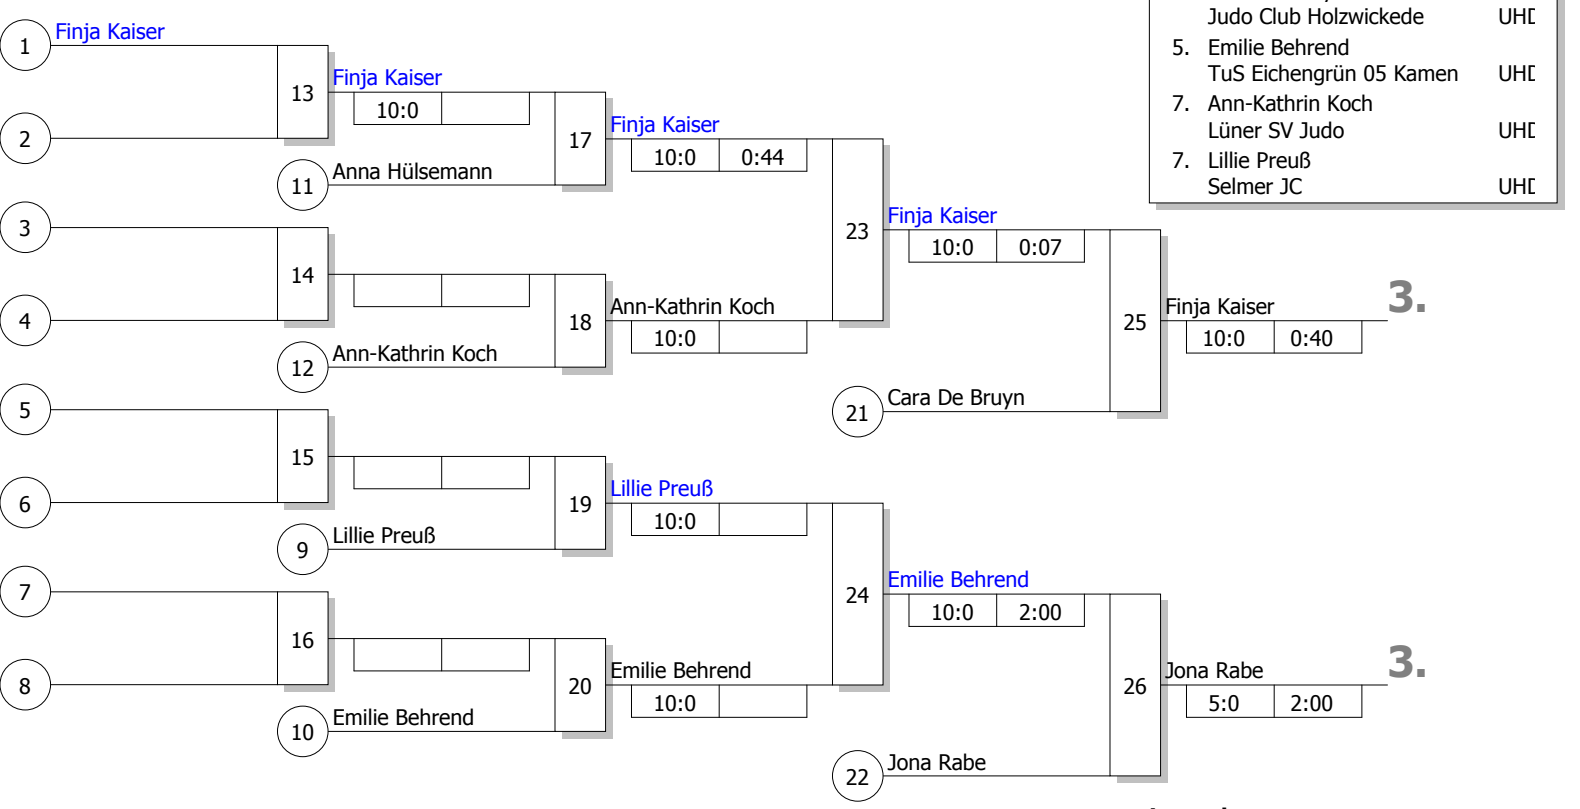 Judo Club Holzwickede UHD
5. Emilie Behrend
TuS Eichengrün 05 Kamen UHD
7. Ann-Kathrin Koch
Lüner SV Judo UHD
7. Lillie Preuß
Selmer JC UHD
1 Finja Kaiser
13 Finja Kaiser
10:0
2
17 Finja Kaiser
10:0 0:44
11 Anna Hülsemann
3
23 Finja Kaiser
10:0 0:07
14
4
18 Ann-Kathrin Koch
10:0
12 Ann-Kathrin Koch
25 Finja Kaiser 3.
10:0 0:40
21 Cara De Bruyn
5
15
6
19 Lillie Preuß
10:0
9 Lillie Preuß
7
24 Emilie Behrend
10:0 2:00
16
8
20 Emilie Behrend
10:0
10 Emilie Behrend
26 Jona Rabe 3.
5:0 2:00
22 Jona Rabe